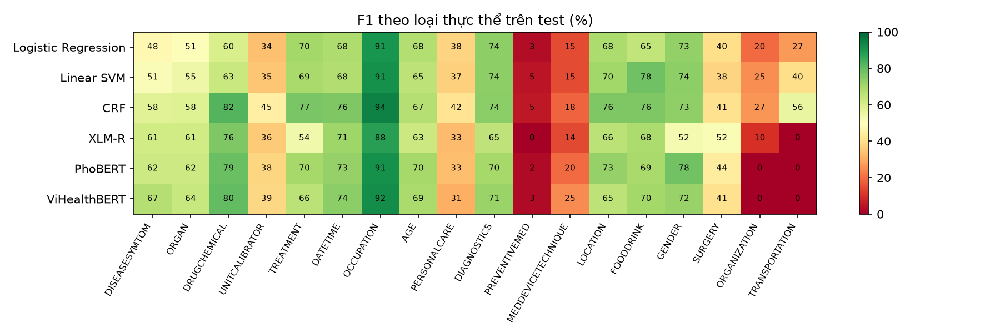 F1 theo loại thực thể trên test (%)
Logistic Regression 48 51 60 34 70 68 91 68 38 74 3 15 68 65 73 40 20 27
Linear SVM 51 55 63 35 69 68 91 65 37 74 5 15 70 78 74 38 25 40
CRF 58 58 82 45 77 76 94 67 42 74 5 18 76 76 73 41 27 56
XLM-R 61 61 76 36 54 71 88 63 33 65 0 14 66 68 52 52 10 0
PhoBERT 62 62 79 38 70 73 91 70 33 70 2 20 73 69 78 44 0 0
ViHealthBERT 67 64 80 39 66 74 92 69 31 71 3 25 65 70 72 41 0 0
DISEASESYMTOM
ORGAN
DRUGCHEMICAL
UNITCALIBRATOR
TREATMENT
DATETIME
OCCUPATION
AGE
PERSONALCARE
DIAGNOSTICS
PREVENTIVEMED
MEDDEVICETECHNIQUE
LOCATION
FOODDRINK
GENDER
SURGERY
ORGANIZATION
TRANSPORTATION
100
80
60
40
20
0